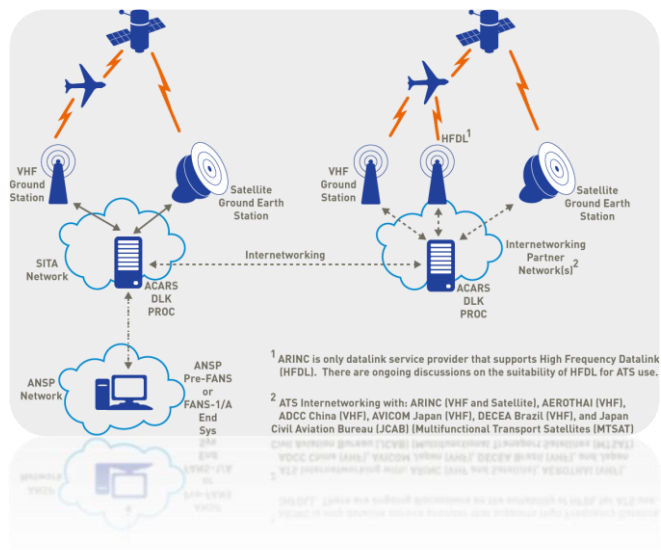 HFDL1
VHF
Ground
Station
Satellite
Ground Earth
Station
VHF
Ground
Station
Satellite
Ground Earth
Station
SITA
Network
Internetworking
Internetworking
Partner
Network(s)2
ACARS
DLK
PROC
ACARS
DLK
PROC
ANSP
Network
ANSP
Pre-FANS
or
FANS-1/A
End
Sys
1 ARINC is only datalink service provider that supports High Frequency Datalink
(HFDL). There are ongoing discussions on the suitability of HFDL for ATS use.
2 ATS Internetworking with: ARINC (VHF and Satellite), AEROTHAI (VHF),
ADCC China (VHF), AVICOM Japan (VHF), DECEA Brazil (VHF), and Japan
Civil Aviation Bureau (JCAB) (Multifunctional Transport Satellites (MTSAT)